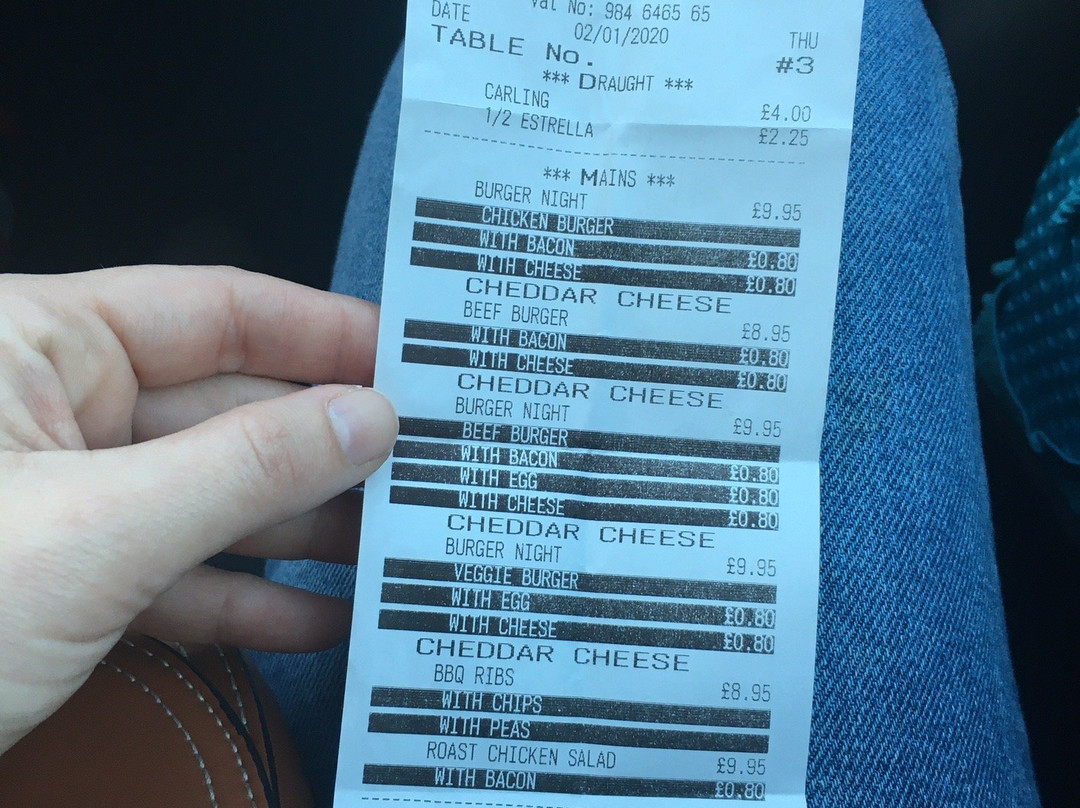 Vat No: 984 6465 65
DATE 02/01/2020 THU
TABLE No. #3
*** DRAUGHT ***
CARLING £4.00
1/2 ESTRELLA £2.25
*** MAINS ***
BURGER NIGHT £9.95
CHICKEN BURGER
WITH BACON £0.80
WITH CHEESE £0.80
CHEDDAR CHEESE
BEEF BURGER £8.95
WITH BACON £0.80
WITH CHEESE £0.80
CHEDDAR CHEESE
BURGER NIGHT £9.95
BEEF BURGER
WITH BACON £0.80
WITH EGG £0.80
WITH CHEESE £0.80
CHEDDAR CHEESE
BURGER NIGHT £9.95
VEGGIE BURGER
WITH EGG £0.80
WITH CHEESE £0.80
CHEDDAR CHEESE
BBQ RIBS £8.95
WITH CHIPS
WITH PEAS
ROAST CHICKEN SALAD £9.95
WITH BACON £0.80